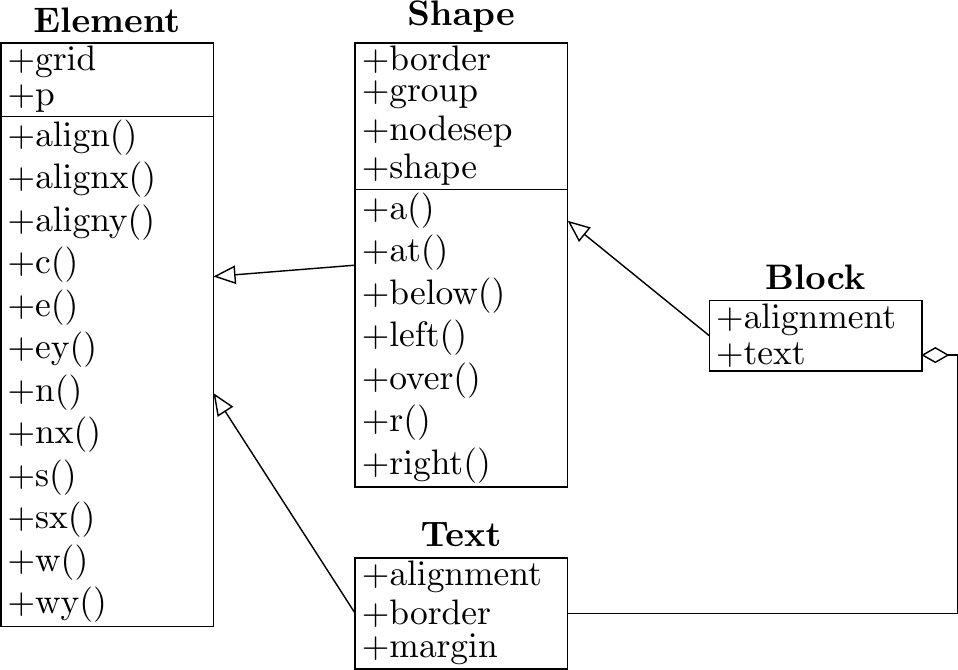 Element
+grid
+p
+align()
+alignx()
+aligny()
+c()
+e()
+ey()
+n()
+nx()
+s()
+sx()
+w()
+wy()
Shape
+border
+group
+nodesep
+shape
+a()
+at()
+below()
+left()
+over()
+r()
+right()
Text
+alignment
+border
+margin
Block
+alignment
+text